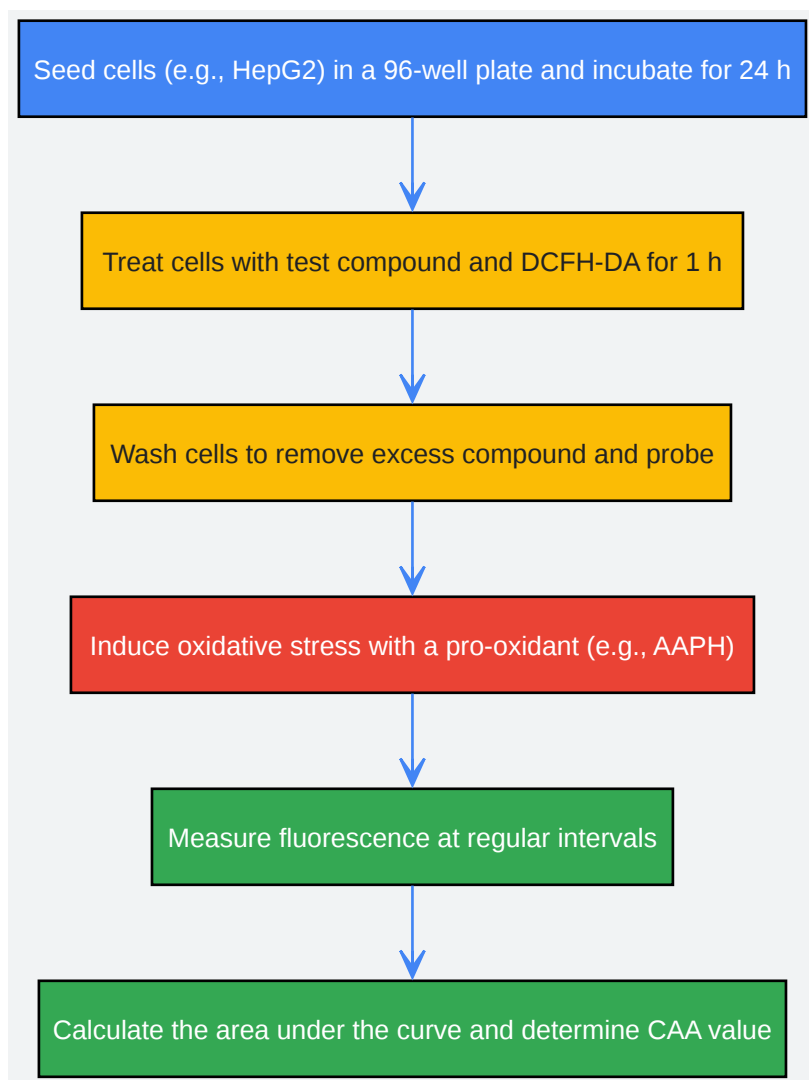 Seed cells (e.g., HepG2) in a 96-well plate and incubate for 24 h
Treat cells with test compound and DCFH-DA for 1 h
Wash cells to remove excess compound and probe
Induce oxidative stress with a pro-oxidant (e.g., AAPH)
Measure fluorescence at regular intervals
Calculate the area under the curve and determine CAA value